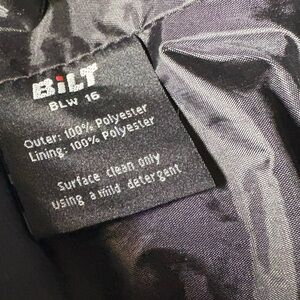 BiLT
BLW 16
Outer: 100% Polyester
Lining: 100% Polyester
Surface clean only
Using a mild detergent